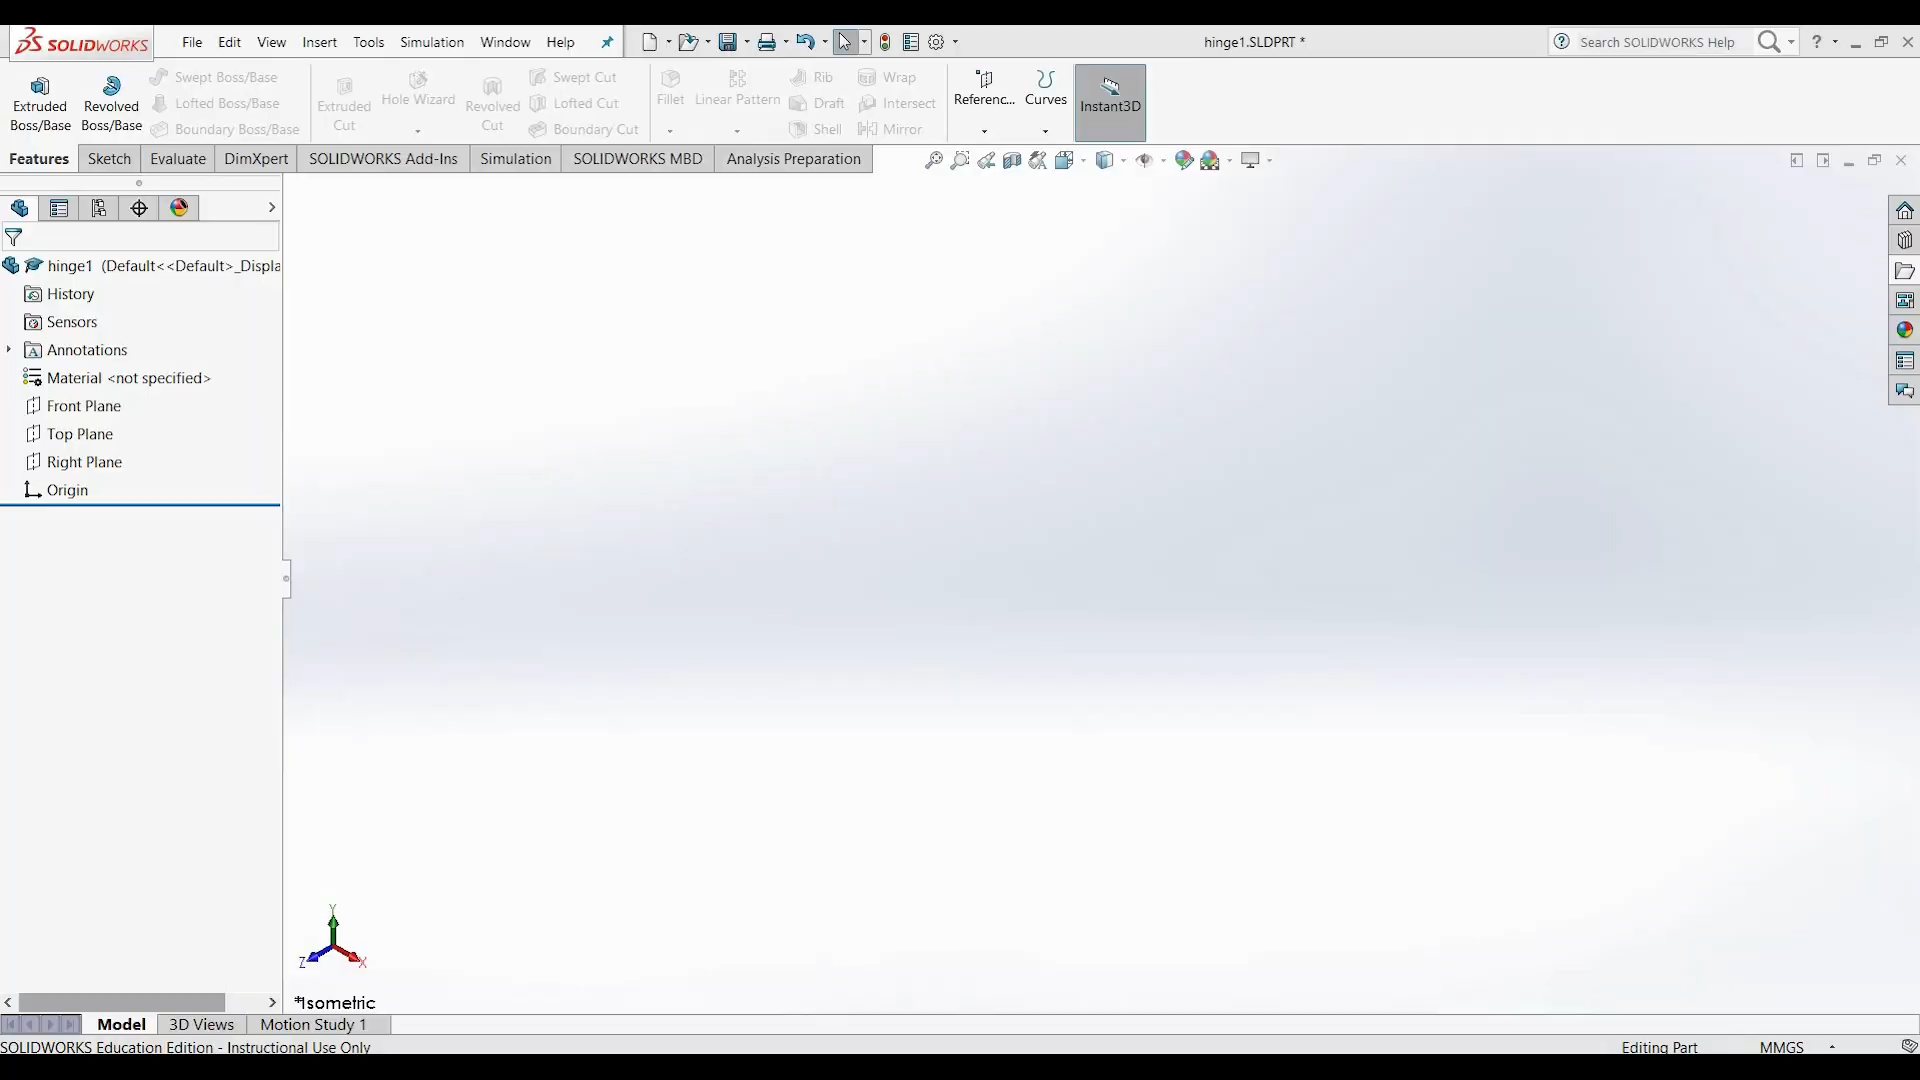 SOLIDWORKS File Edit View Insert Tools Simulation Window Help hinge1.SLDPRT * Search SOLIDWORKS Help ?
Extruded Boss/Base
Revolved Boss/Base
Swept Boss/Base
Lofted Boss/Base
Boundary Boss/Base
Extruded Cut
Hole Wizard
Revolved Cut
Swept Cut
Lofted Cut
Boundary Cut
Fillet
Linear Pattern
Rib
Draft
Shell
Wrap
Intersect
Mirror
Referenc...
Curves
Instant3D
Features Sketch Evaluate DimXpert SOLIDWORKS Add-Ins Simulation SOLIDWORKS MBD Analysis Preparation
hinge1 (Default<<Default>_Displa
History
Sensors
Annotations
Material <not specified>
Front Plane
Top Plane
Right Plane
Origin
Y
Z X
*Isometric
Model 3D Views Motion Study 1
SOLIDWORKS Education Edition - Instructional Use Only Editing Part MMGS